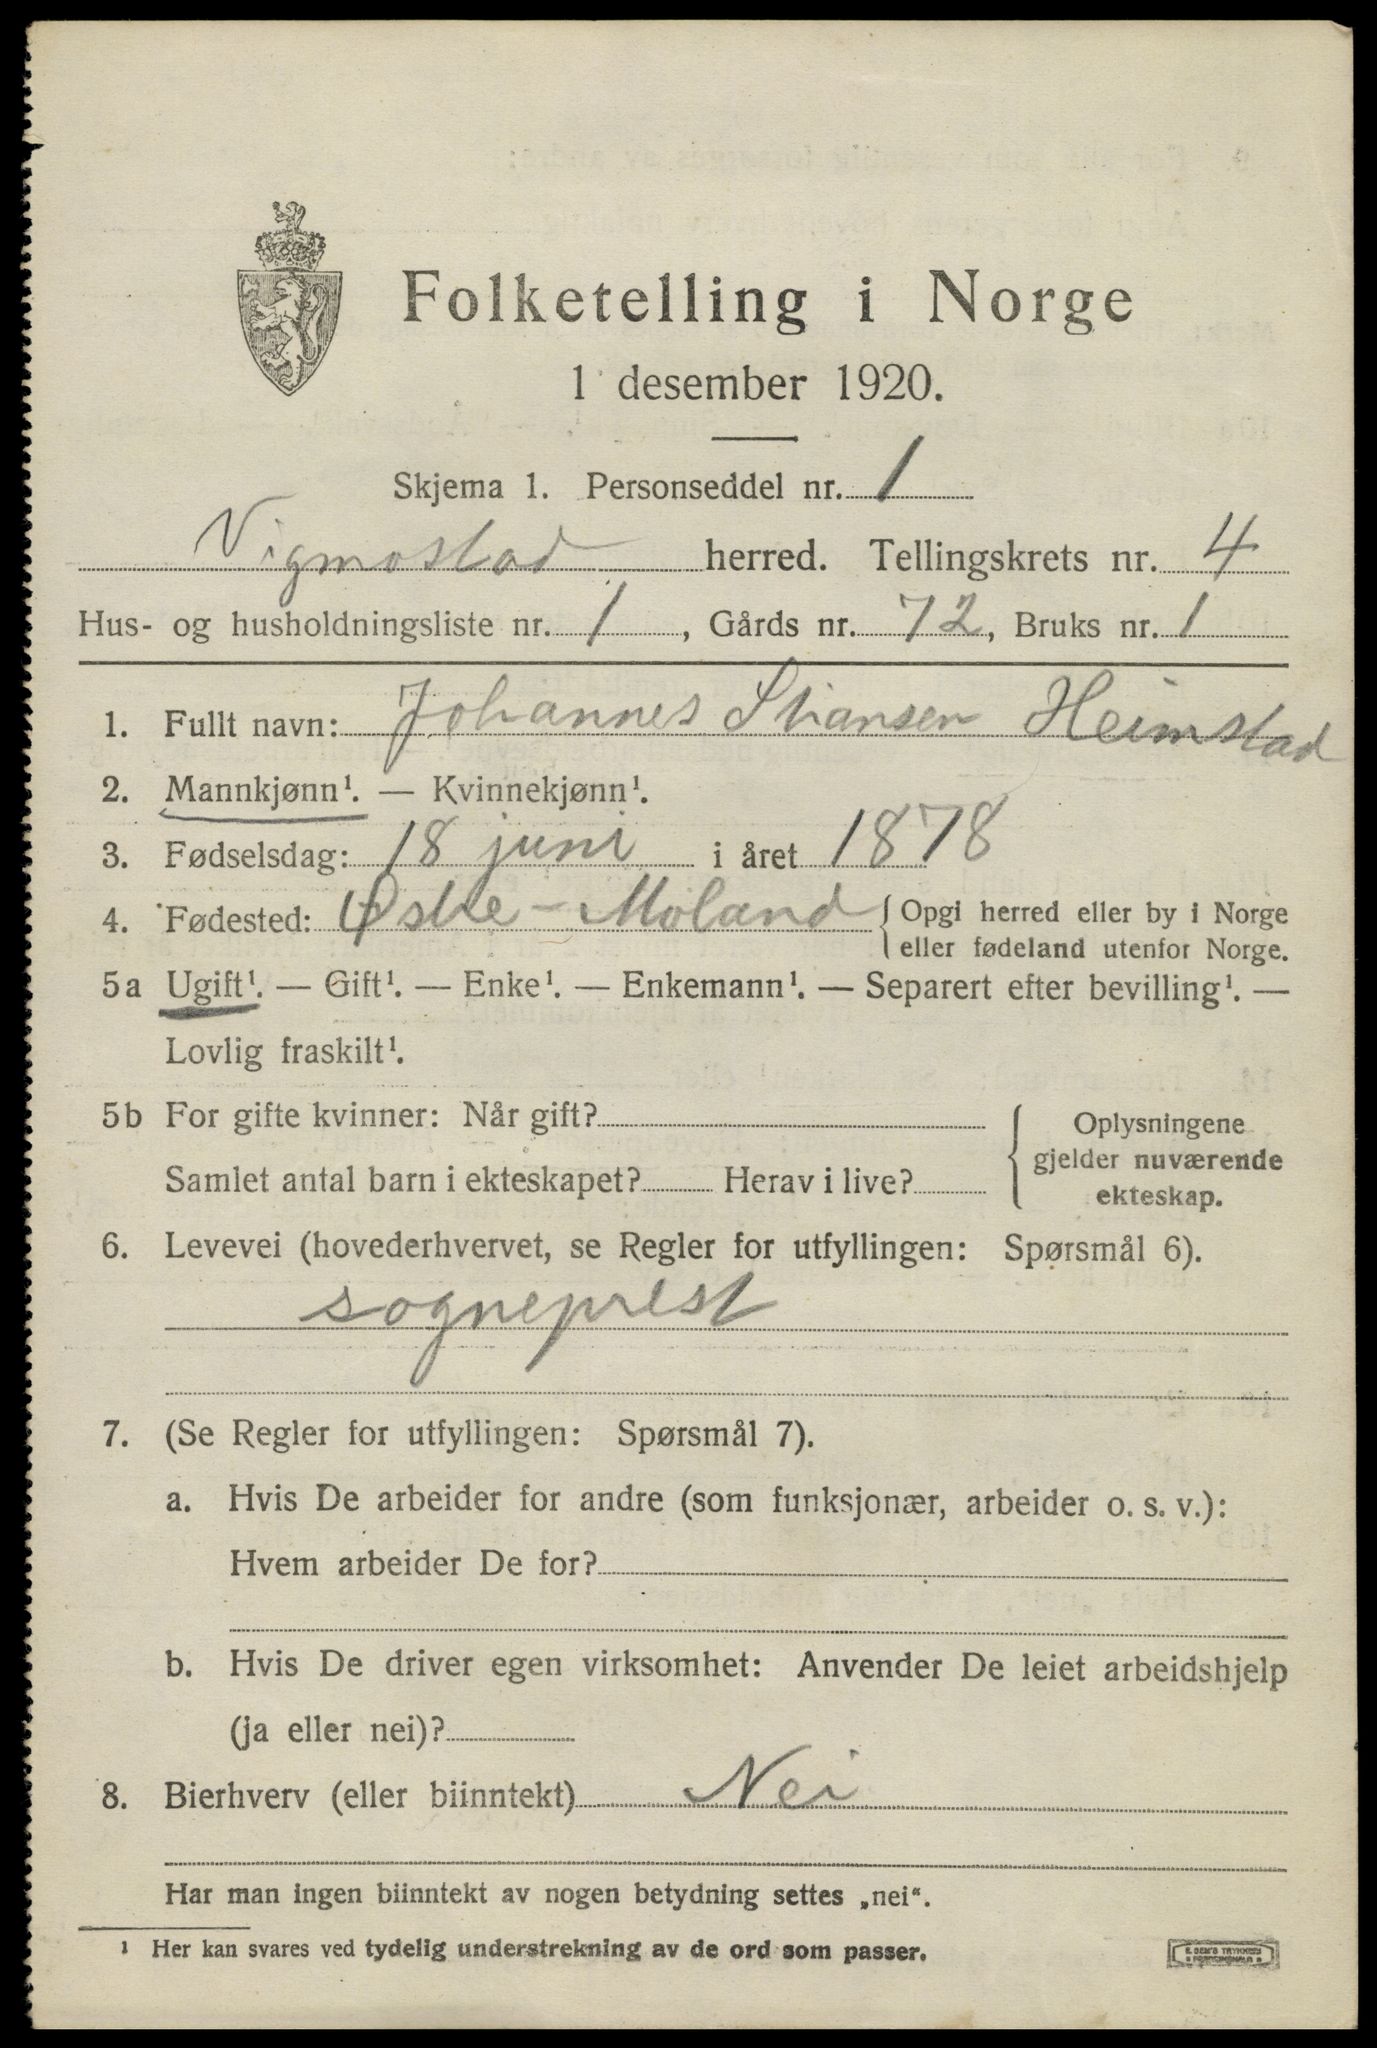 Folketelling i Norge
1 desember 1920.
Skjema 1. Personseddel nr. 1
Vigmostad herred. Tellingskrets nr. 4
Hus- og husholdningsliste nr. 1, Gårds nr. 72, Bruks nr. 1
1. Fullt navn: Johannes Stiansen Heimstad
2. Mannkjønn¹. — Kvinnekjønn¹.
3. Fødselsdag: 18 juni i året 1878
4. Fødested: Østre-Moland { Opgi herred eller by i Norge
eller fødeland utenfor Norge.
5a Ugift¹. — Gift¹. — Enke¹. — Enkemann¹. — Separert efter bevilling¹. —
Lovlig fraskilt¹.
5b For gifte kvinner: Når gift? { Oplysningene
gjelder nuværende
ekteskap.
Samlet antal barn i ekteskapet? Herav i live?
6. Levevei (hovederhvervet, se Regler for utfyllingen: Spørsmål 6).
sogneprest
7. (Se Regler for utfyllingen: Spørsmål 7).
a. Hvis De arbeider for andre (som funksjonær, arbeider o. s. v.):
Hvem arbeider De for?
b. Hvis De driver egen virksomhet: Anvender De leiet arbeidshjelp
(ja eller nei)?
8. Bierhverv (eller biinntekt) Nei
Har man ingen biinntekt av nogen betydning settes „nei“.
¹ Her kan svares ved tydelig understrekning av de ord som passer.